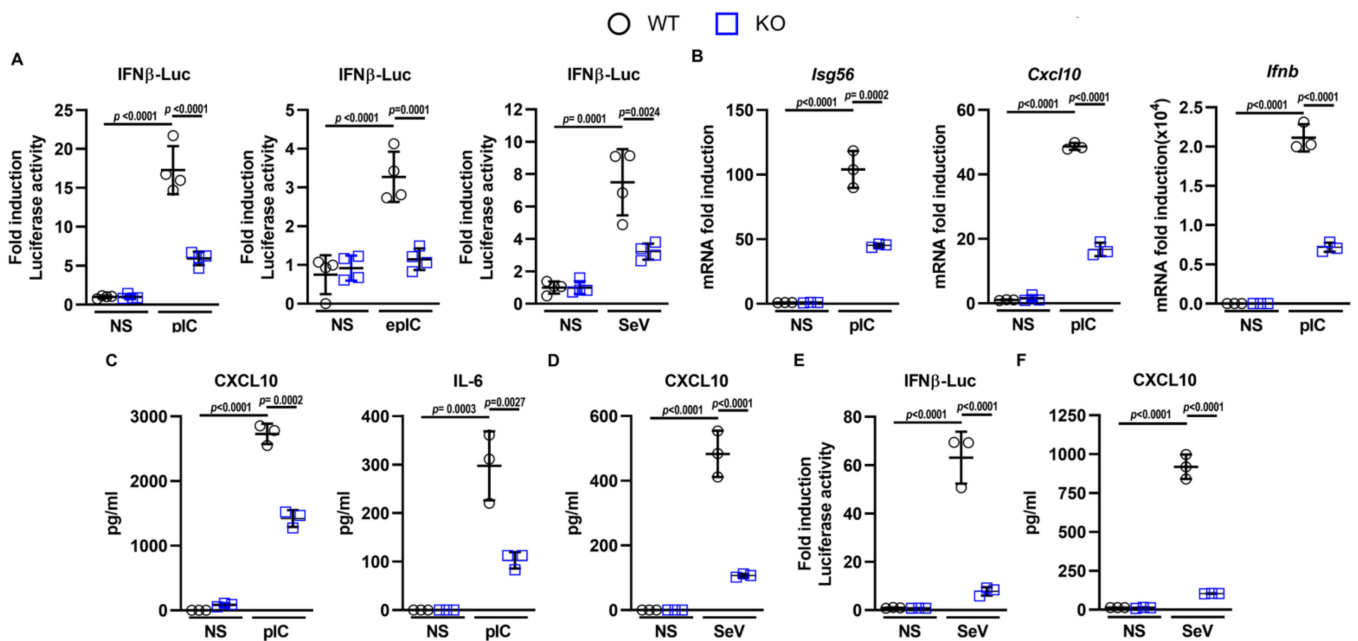 WT KO
A
IFNβ-Luc
Fold induction
Luciferase activity
25
20
15
10
5
0
p <0.0001
p <0.0001
NS pIC
IFNβ-Luc
Fold induction
Luciferase activity
5
4
3
2
1
0
p <0.0001
p=0.0001
NS epIC
IFNβ-Luc
Fold induction
Luciferase activity
12
10
8
6
4
2
0
p= 0.0001
p=0.0024
NS SeV
B
Isg56
mRNA fold induction
150
100
50
0
p<0.0001
p= 0.0002
NS pIC
Cxcl10
mRNA fold induction
60
40
20
0
p<0.0001
p<0.0001
NS pIC
Ifnb
mRNA fold induction(x10⁴)
2.5
2.0
1.5
1.0
0.5
0.0
p<0.0001
p<0.0001
NS pIC
C
CXCL10
pg/ml
3000
2000
1000
0
p<0.0001
p= 0.0002
NS pIC
IL-6
pg/ml
400
300
200
100
0
p= 0.0003
p=0.0027
NS pIC
D
CXCL10
pg/ml
600
400
200
0
p<0.0001
p<0.0001
NS SeV
E
IFNβ-Luc
Fold induction
Luciferase activity
80
60
40
20
0
p<0.0001
p<0.0001
NS SeV
F
CXCL10
pg/ml
1250
1000
750
500
250
0
p<0.0001
p<0.0001
NS SeV